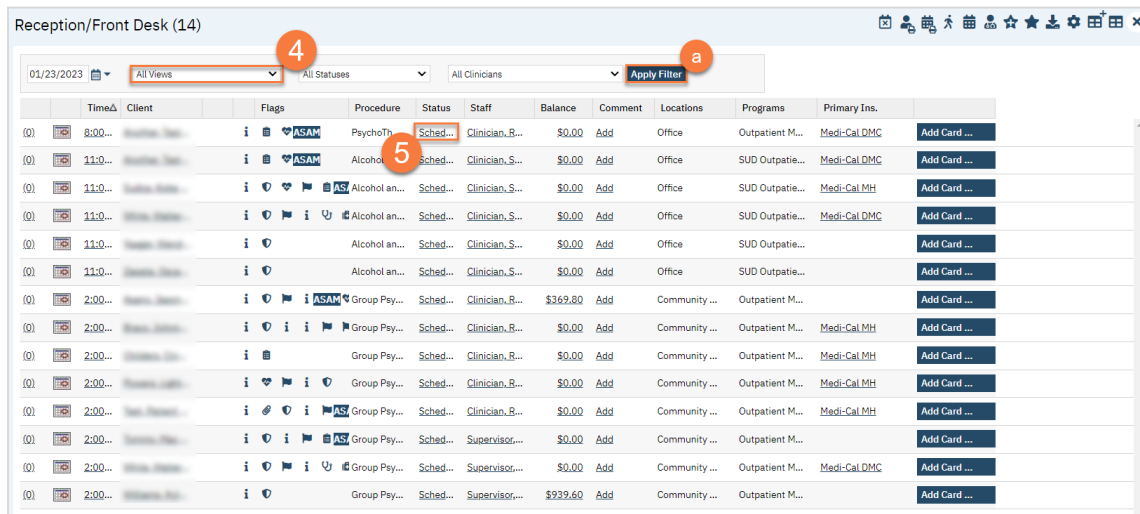 Reception/Front Desk (14)
4
a
01/23/2023 All Views All Statuses All Clinicians Apply Filter
Time Client Flags Procedure Status Staff Balance Comment Locations Programs Primary Ins.
(0) 8:00... i ASAM PsychoTh... Sched... Clinician, R... $0.00 Add Office Outpatient M... Medi-Cal DMC Add Card ...
5
(0) 11:0... i ASAM Alcohol Sched... Clinician, S... $0.00 Add Office SUD Outpatie... Medi-Cal DMC Add Card ...
(0) 11:0... i ASA Alcohol an... Sched... Clinician, S... $0.00 Add Office SUD Outpatie... Medi-Cal MH Add Card ...
(0) 11:0... i i Alcohol an... Sched... Clinician, S... $0.00 Add Office SUD Outpatie... Medi-Cal DMC Add Card ...
(0) 11:0... i Alcohol an... Sched... Clinician, S... $0.00 Add Office SUD Outpatie... Add Card ...
(0) 11:0... i Alcohol an... Sched... Clinician, S... $0.00 Add Office SUD Outpatie... Add Card ...
(0) 2:00... i i ASAM Group Psy... Sched... Clinician, R... $369.80 Add Community ... Outpatient M... Add Card ...
(0) 2:00... i i i Group Psy... Sched... Clinician, R... $0.00 Add Community ... Outpatient M... Medi-Cal MH Add Card ...
(0) 2:00... i Group Psy... Sched... Clinician, R... $0.00 Add Community ... Outpatient M... Add Card ...
(0) 2:00... i i Group Psy... Sched... Clinician, R... $0.00 Add Community ... Outpatient M... Medi-Cal MH Add Card ...
(0) 2:00... i i AS/ Group Psy... Sched... Clinician, R... $0.00 Add Community ... Outpatient M... Medi-Cal MH Add Card ...
(0) 2:00... i i AS/ Group Psy... Sched... Supervisor,... $0.00 Add Community ... Outpatient M... Add Card ...
(0) 2:00... i i Group Psy... Sched... Supervisor,... $0.00 Add Community ... Outpatient M... Medi-Cal DMC Add Card ...
(0) 2:00... i Group Psy... Sched... Supervisor,... $939.60 Add Community ... Outpatient M... Add Card ...